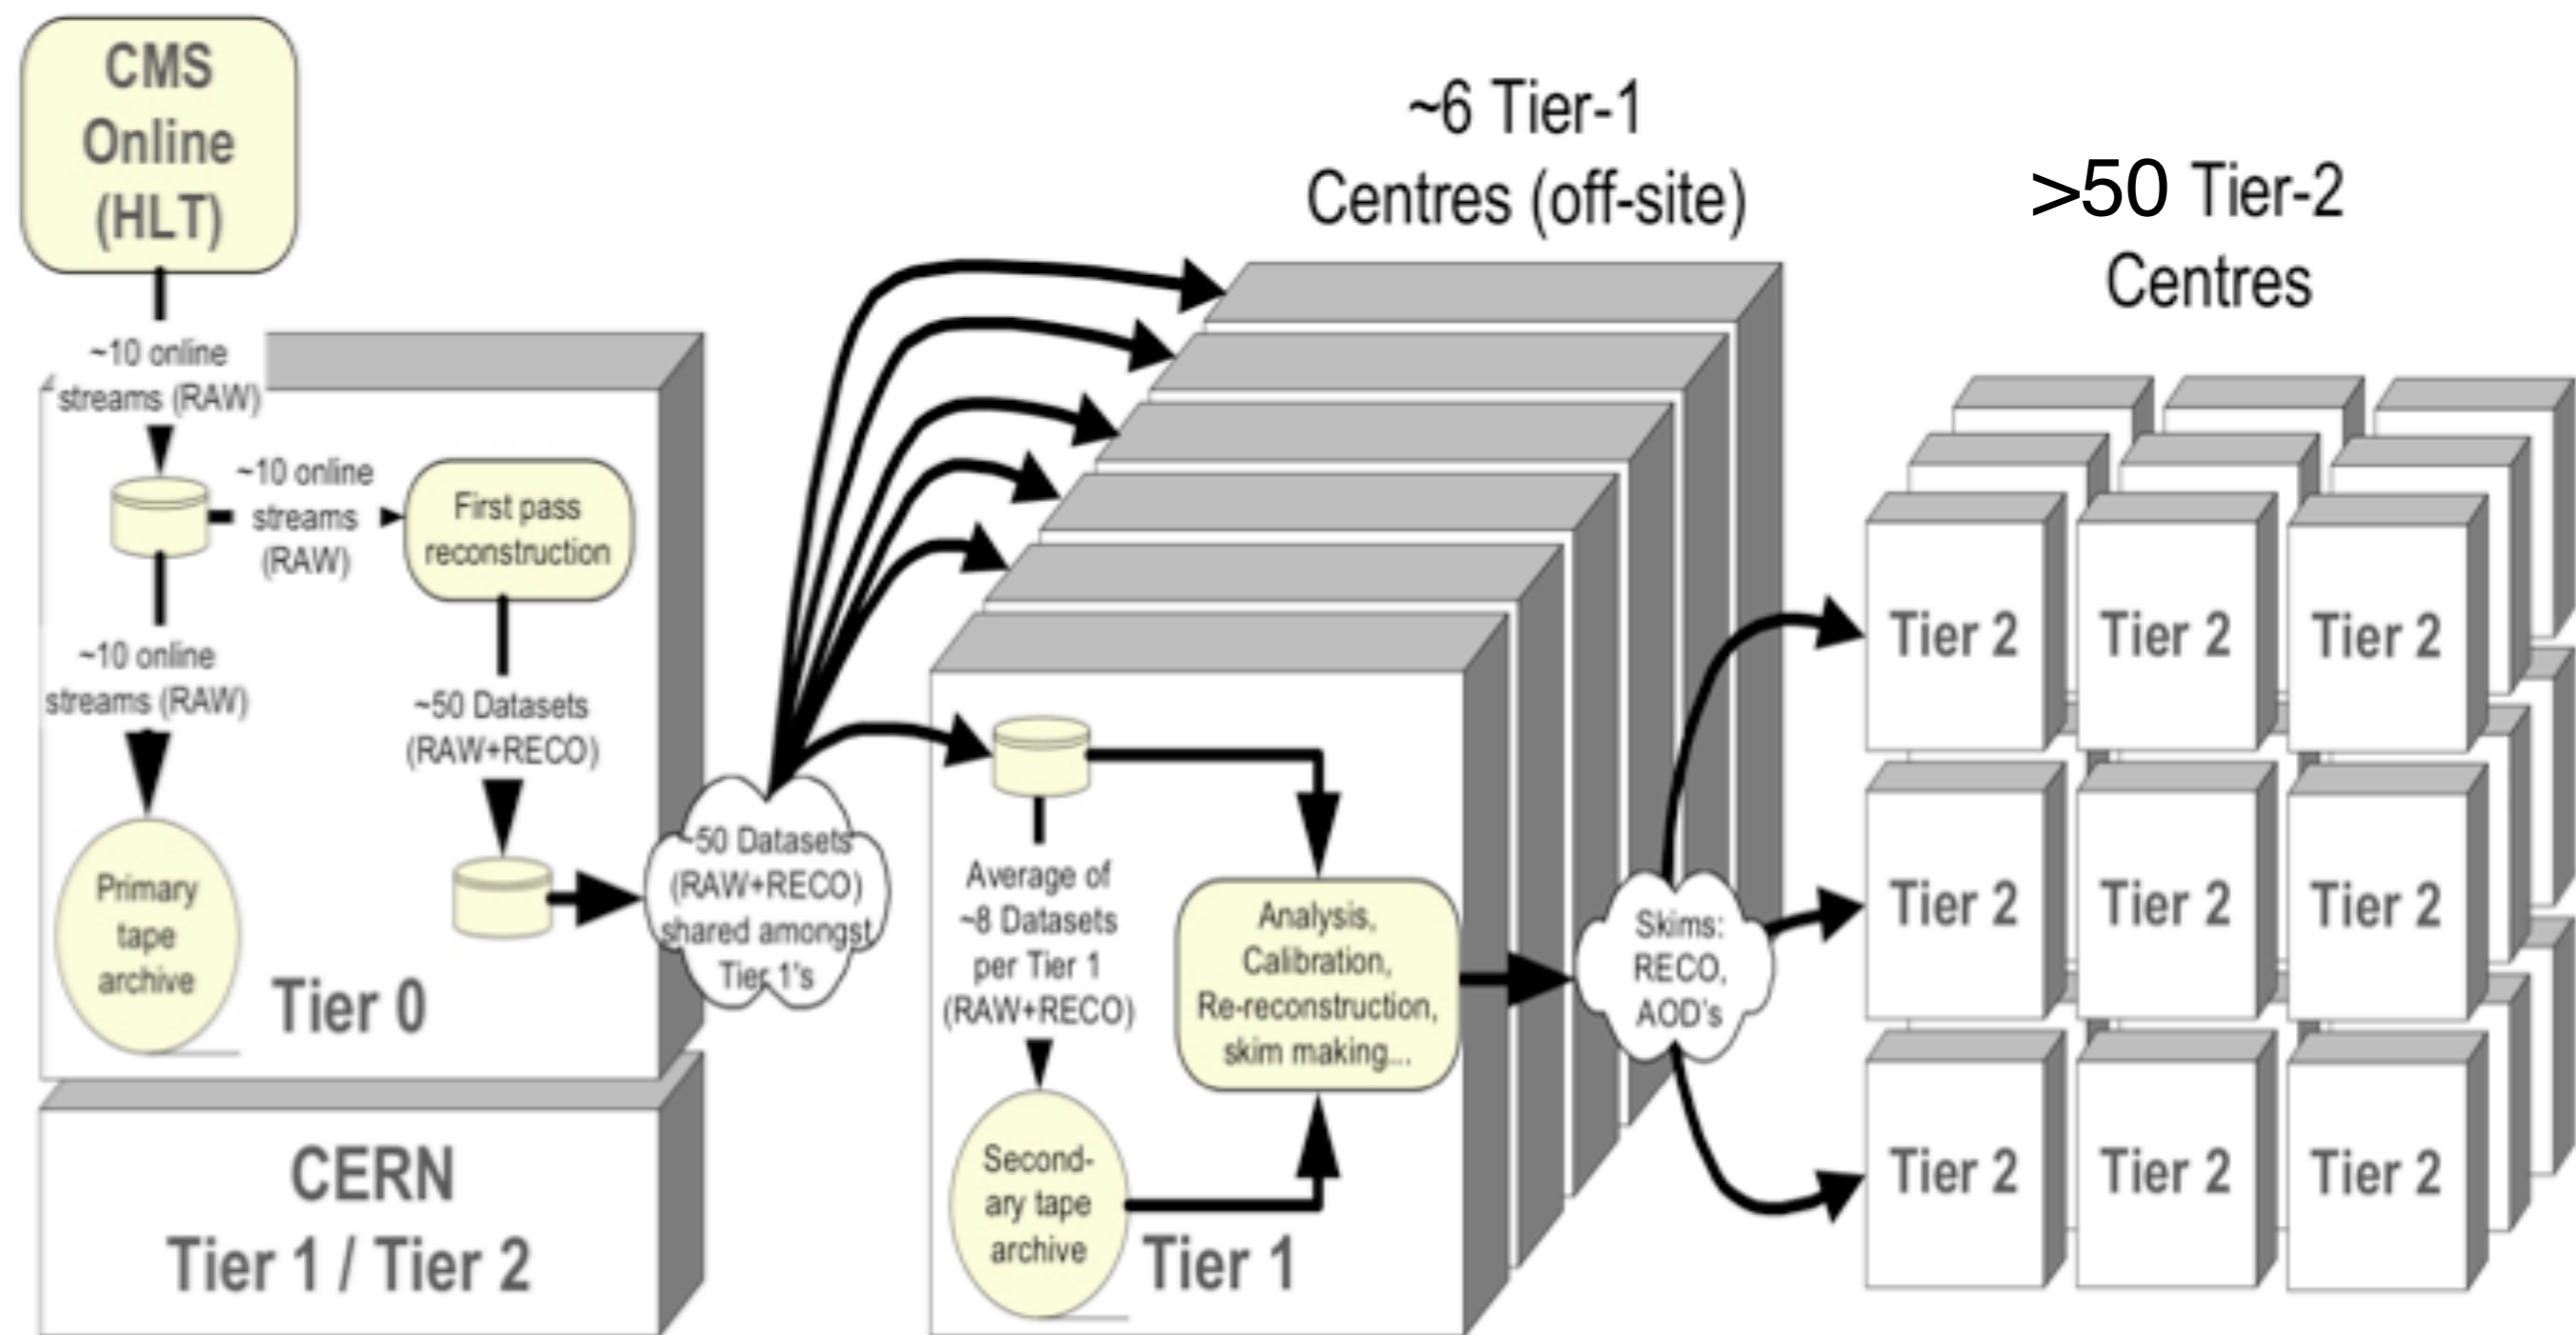 CMS
Online
(HLT)
~10 online
streams (RAW)
~10 online
streams
(RAW)
First pass
reconstruction
~10 online
streams (RAW)
~50 Datasets
(RAW+RECO)
Primary
tape
archive
Tier 0
CERN
Tier 1 / Tier 2
~50 Datasets
(RAW+RECO)
shared amongst
Tier 1's
~6 Tier-1
Centres (off-site)
Average of
~8 Datasets
per Tier 1
(RAW+RECO)
Analysis,
Calibration,
Re-reconstruction,
skim making...
Second-
ary tape
archive
Tier 1
Skims:
RECO,
AOD's
>50 Tier-2
Centres
Tier 2 Tier 2 Tier 2
Tier 2 Tier 2 Tier 2
Tier 2 Tier 2 Tier 2